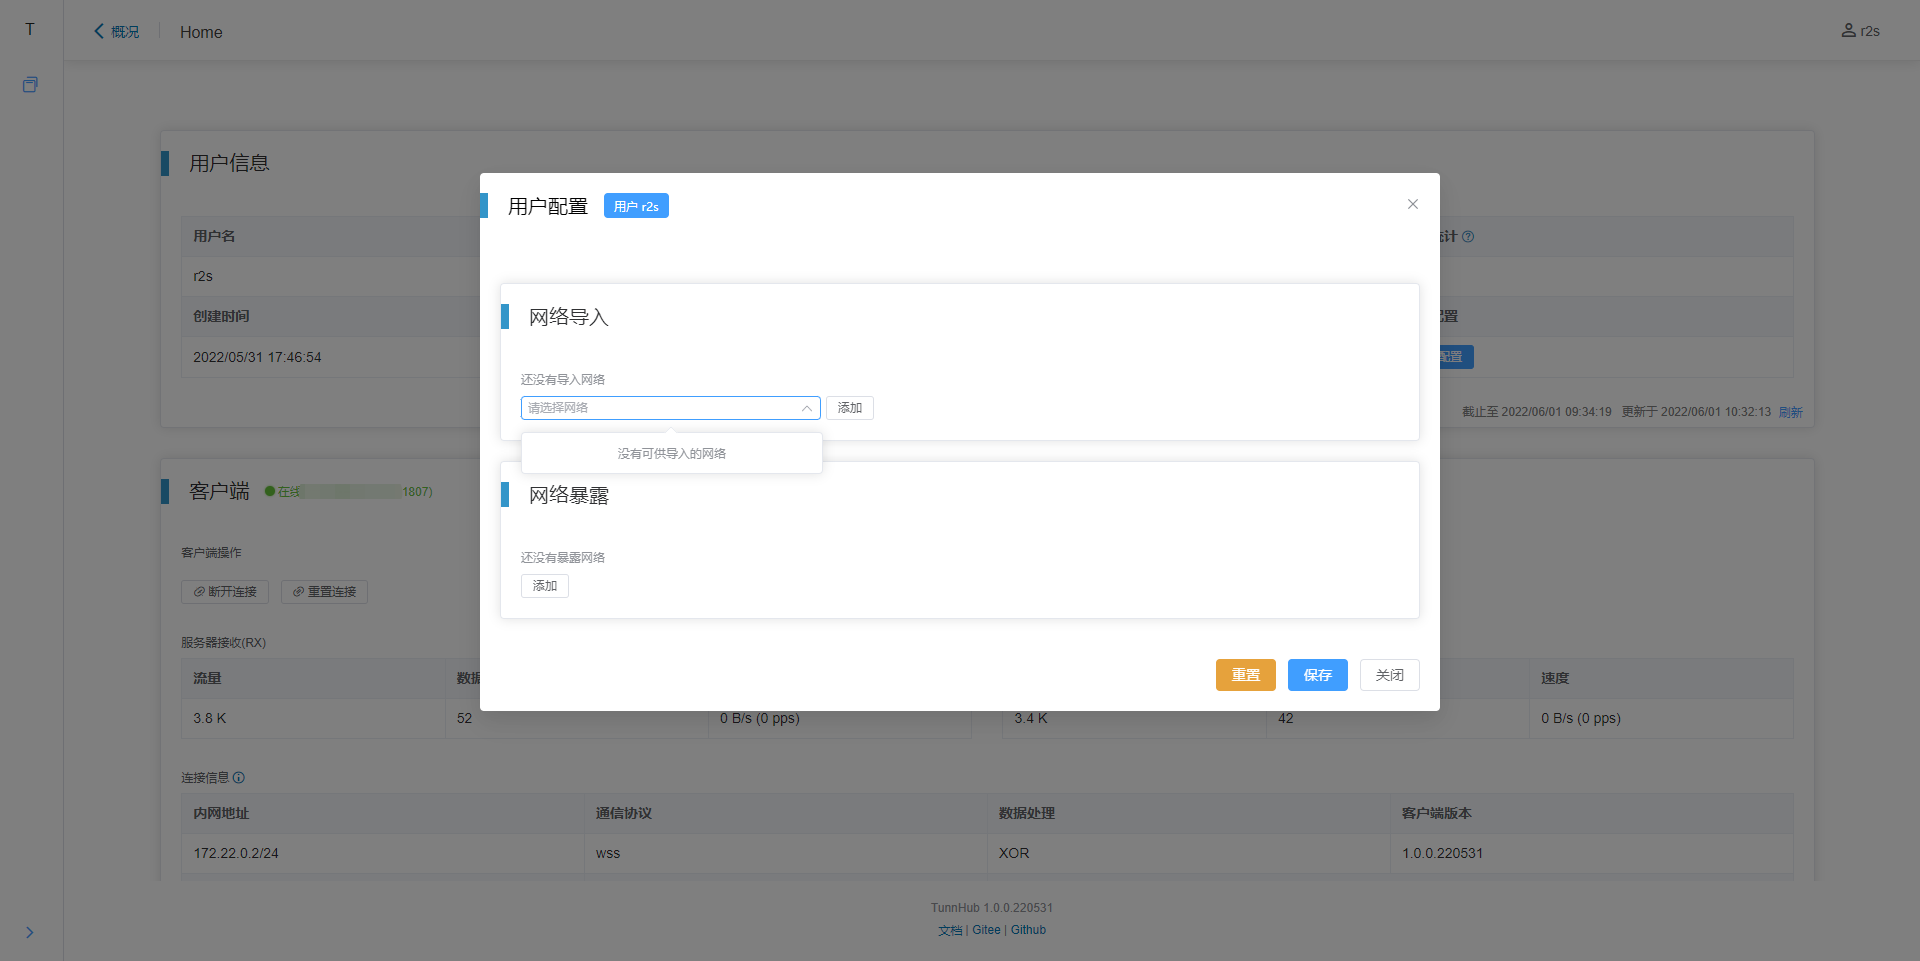 T
概况
Home
r2s
用户信息
用户名
r2s
创建时间
2022/05/31 17:46:54
计
置
配置
截止至 2022/06/01 09:34:19 更新于 2022/06/01 10:32:13 刷新
用户配置
用户 r2s
网络导入
还没有导入网络
请选择网络
添加
没有可供导入的网络
网络暴露
还没有暴露网络
添加
重置
保存
关闭
客户端
在线
1807)
客户端操作
断开连接
重置连接
服务器接收(RX)
流量
数据
速度
3.8 K
52
0 B/s (0 pps)
3.4 K
42
0 B/s (0 pps)
连接信息
内网地址
通信协议
数据处理
客户端版本
172.22.0.2/24
wss
XOR
1.0.0.220531
TunnHub 1.0.0.220531
文档 | Gitee | Github